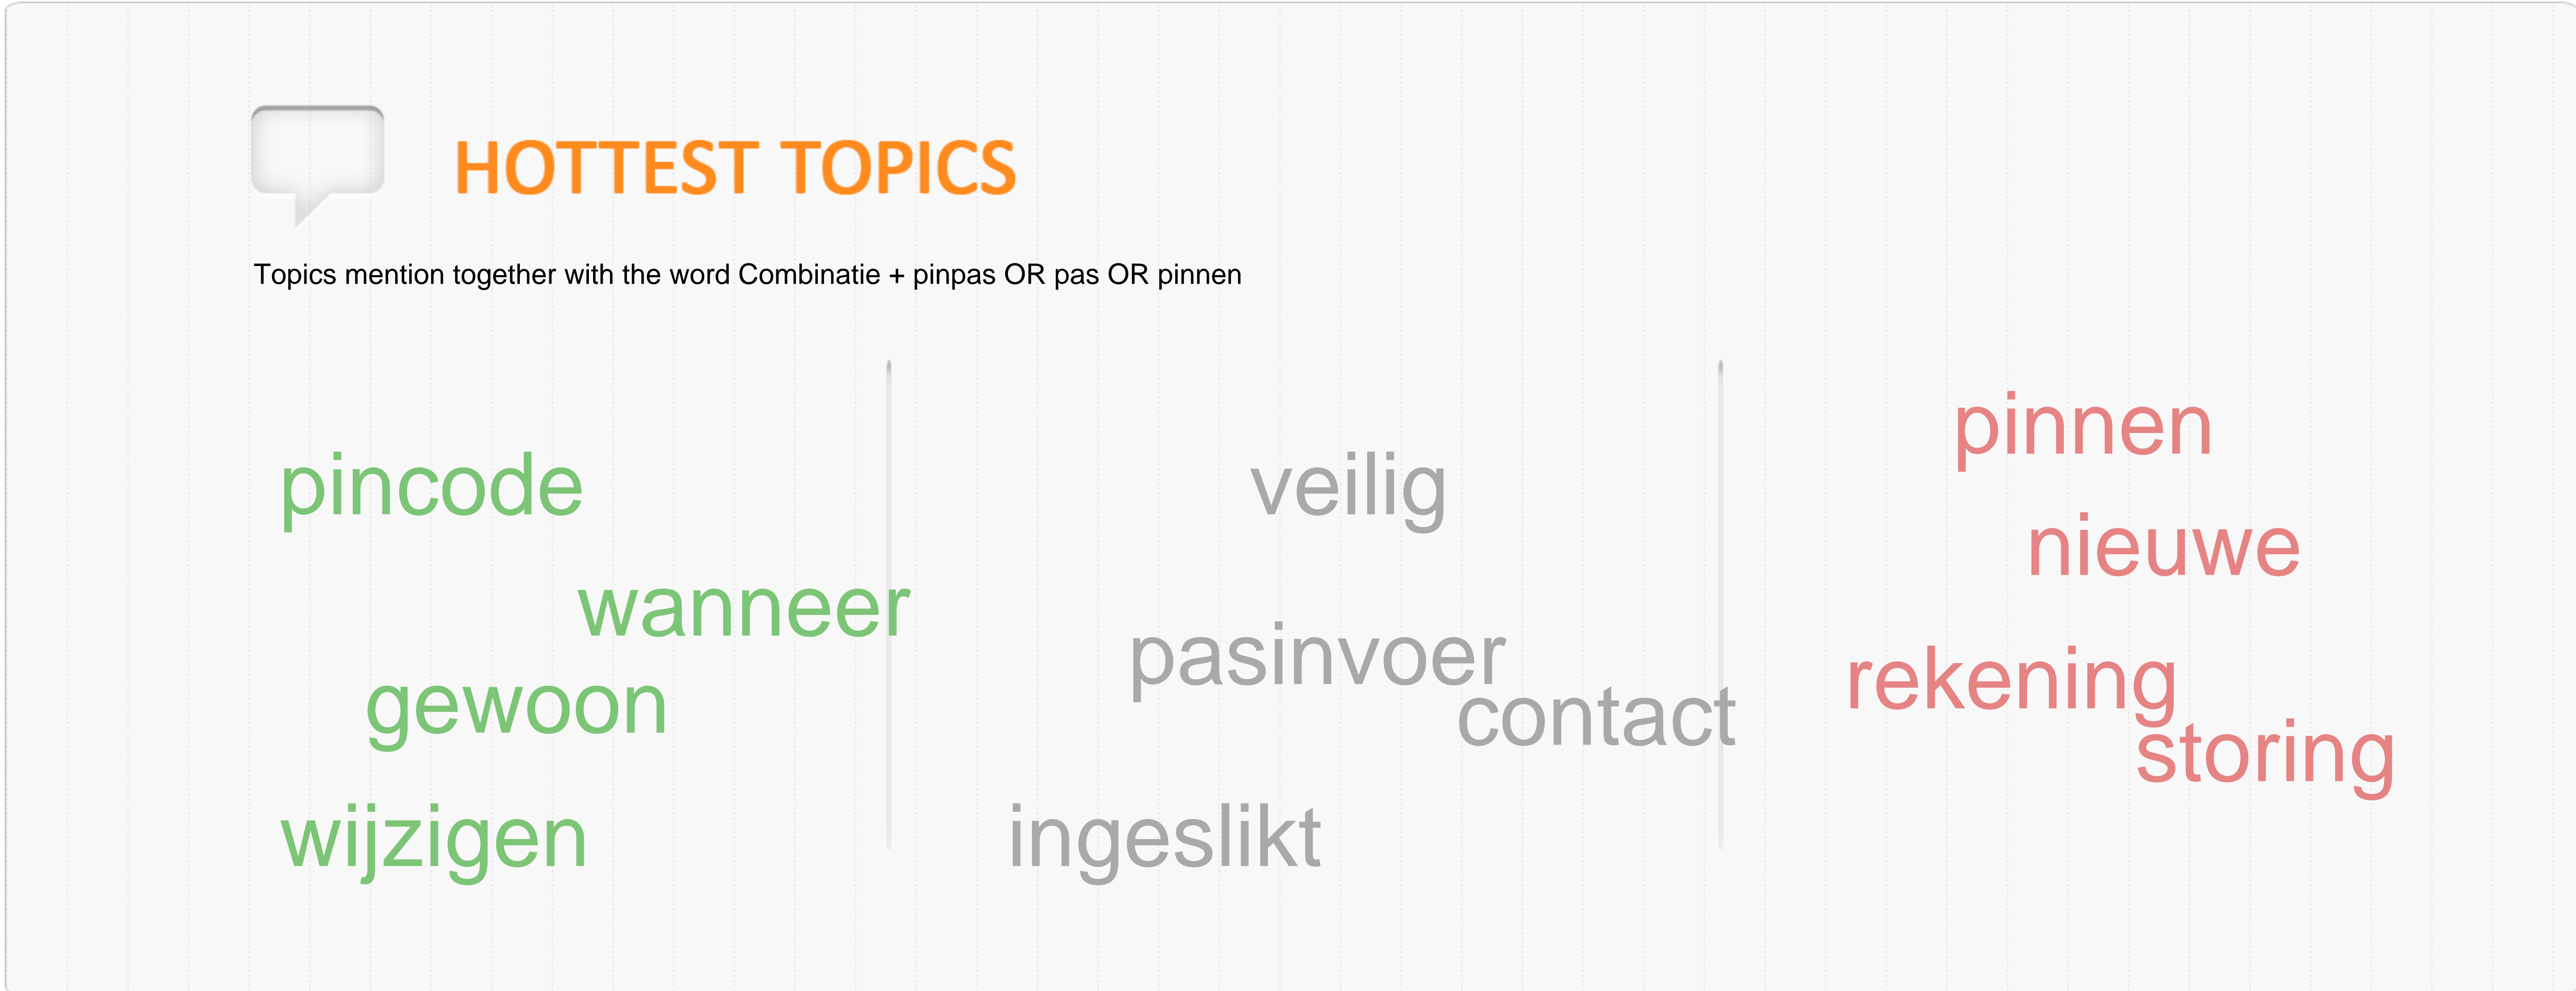 HOTTEST TOPICS
Topics mention together with the word Combinatie + pinpas OR pas OR pinnen
pincode
wanneer
gewoon
wijzigen
veilig
pasinvoer
contact
ingeslikt
pinnen
nieuwe
rekening
storing